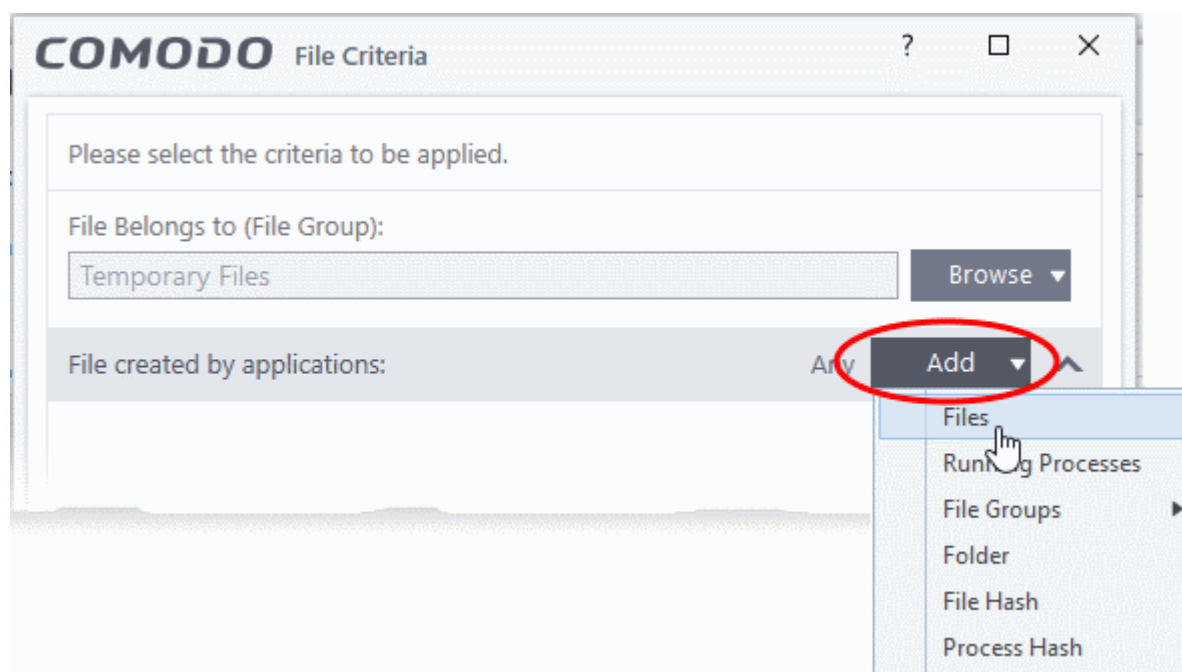 COMODO File Criteria ?
Please select the criteria to be applied.
File Belongs to (File Group):
Temporary Files Browse
File created by applications: Any Add
Files
Running Processes
File Groups
Folder
File Hash
Process Hash